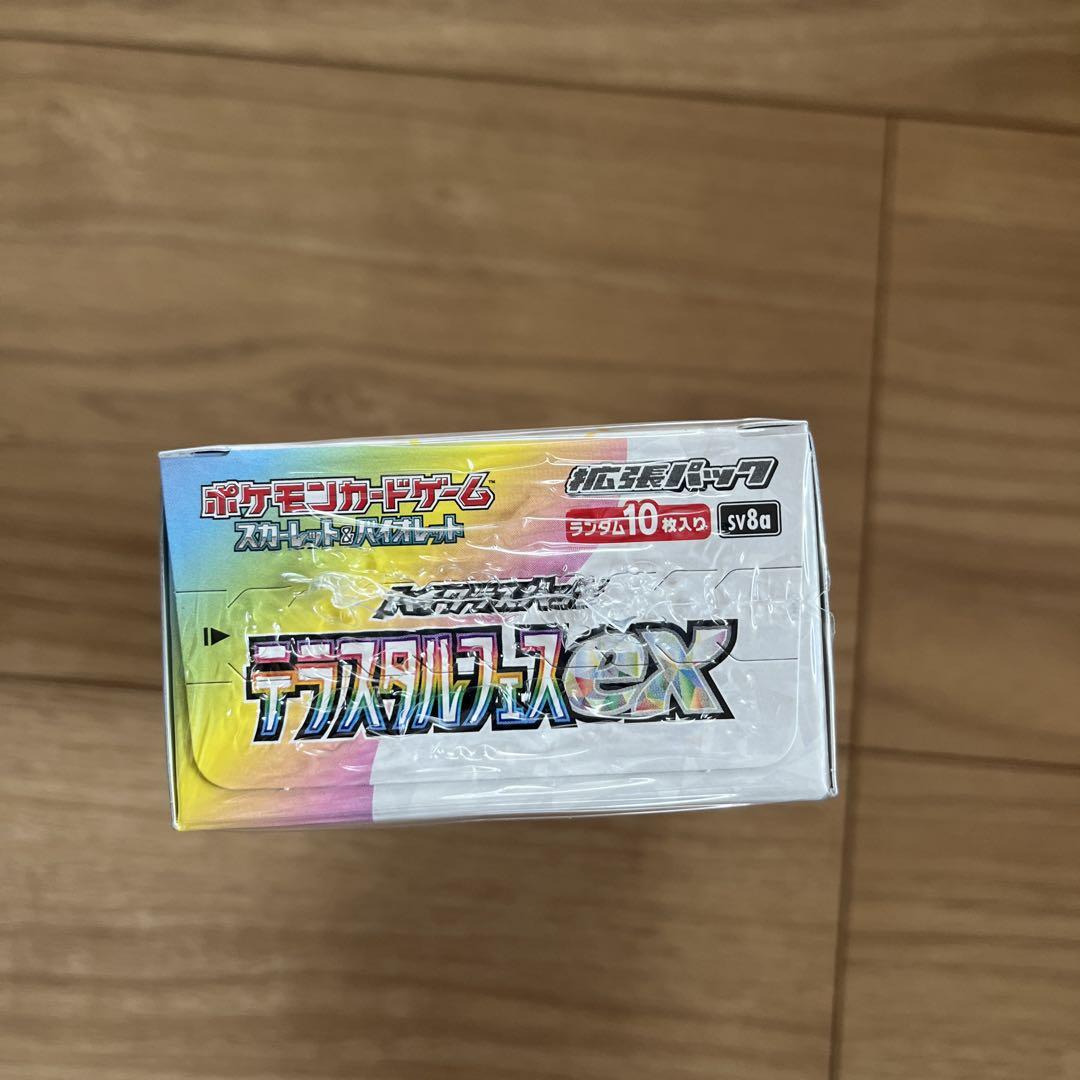 ポケモンカードゲーム™
スカーレット&バイオレット
拡張パック
ランダム10枚入り
sv8a
ハイクラスパック
テラスタルフェスex